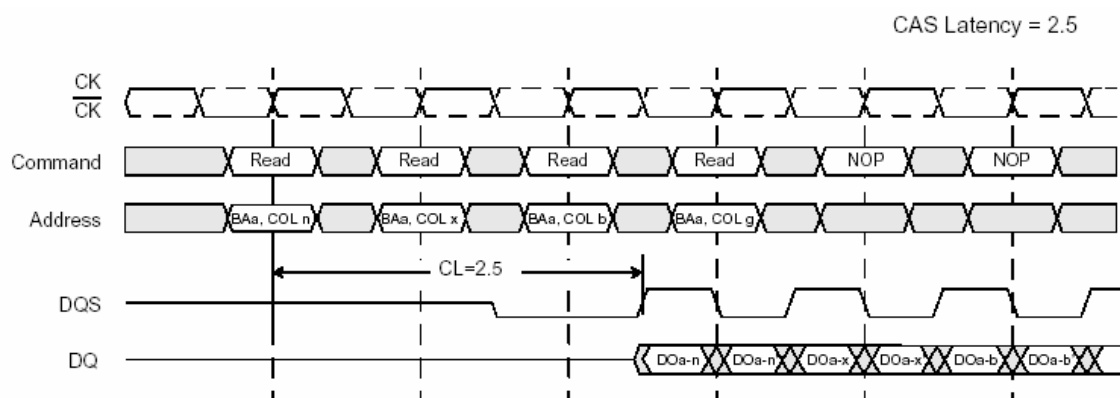 CAS Latency = 2.5
CK
CK
Command Read Read Read Read NOP NOP
Address BAa, COL n BAa, COL x BAa, COL b BAa, COL g
CL=2.5
DQS
DQ DOa-n DOa-n DOa-x DOa-x DOa-b DOa-b